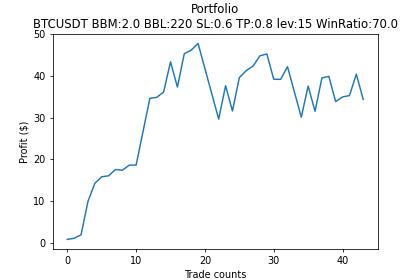 Portfolio
BTCUSDT BBM:2.0 BBL:220 SL:0.6 TP:0.8 lev:15 WinRatio:70.0
50
40
30
20
10
0
Profit ($)
0 10 20 30 40
Trade counts